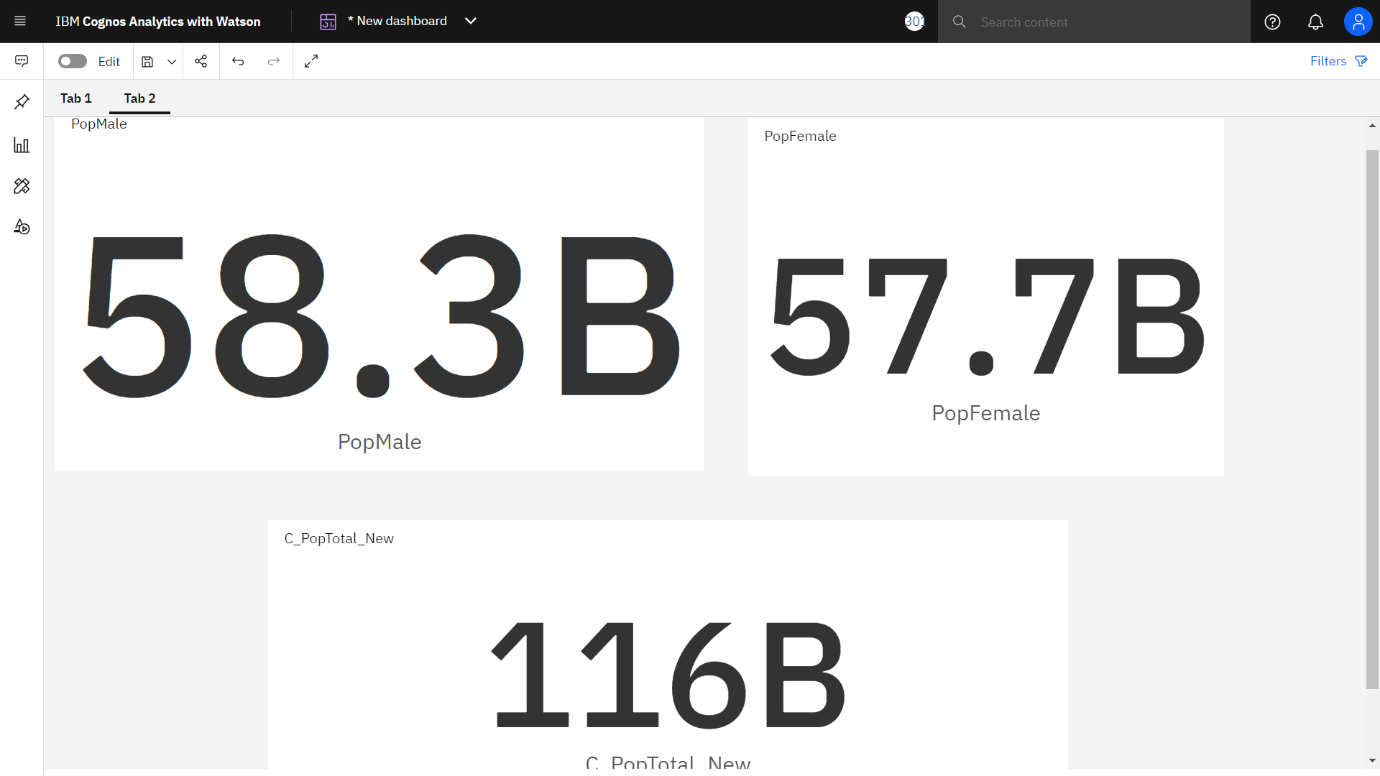 IBM Cognos Analytics with Watson
* New dashboard
301
Search content
Edit
Filters
Tab 1
Tab 2
PopMale
58.3B
PopMale
PopFemale
57.7B
PopFemale
C_PopTotal_New
116B
C_PopTotal_New